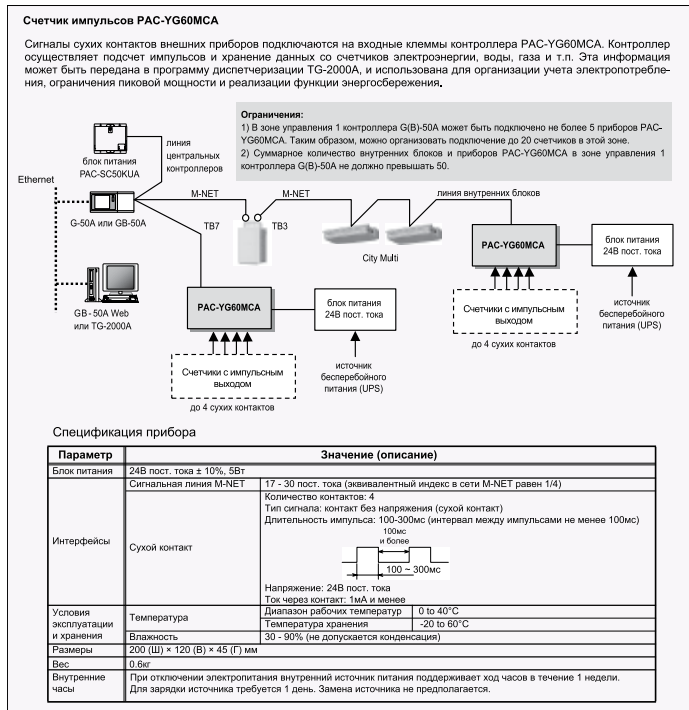 Счетчик импульсов PAC-YG60MCA
Сигналы сухих контактов внешних приборов подключаются на входные клеммы контроллера PAC-YG60MCA. Контроллер
осуществляет подсчет импульсов и хранение данных со счетчиков электроэнергии, воды, газа и т.п. Эта информация
может быть передана в программу диспетчеризации TG-2000A, и использована для организации учета электропотребле-
ния, ограничения пиковой мощности и реализации функции энергосбережения.
Ограничения:
1) В зоне управления 1 контроллера G(B)-50A может быть подключено не более 5 приборов PAC-
YG60MCA. Таким образом, можно организовать подключение до 20 счетчиков в этой зоне.
2) Суммарное количество внутренних блоков и приборов PAC-YG60MCA в зоне управления 1
контроллера G(B)-50A не должно превышать 50.
блок питания
PAC-SC50KUA
линия
центральных
контроллеров
Ethernet
M-NET
M-NET
линия внутренних блоков
G-50A или GB-50A
TB7
TB3
City Multi
PAC-YG60MCA
блок питания
24В пост. тока
GB - 50A Web
или TG-2000A
PAC-YG60MCA
блок питания
24В пост. тока
Счетчики с импульсным
выходом
до 4 сухих контактов
источник
бесперебойного
питания (UPS)
Счетчики с импульсным
выходом
до 4 сухих контактов
источник
бесперебойного
питания (UPS)
Спецификация прибора
Параметр Значение (описание)
Блок питания 24В пост. тока ± 10%, 5Вт
Интерфейсы Сигнальная линия M-NET 17 - 30 пост. тока (эквивалентный индекс в сети M-NET равен 1/4)
Сухой контакт Количество контактов: 4
Тип сигнала: контакт без напряжения (сухой контакт)
Длительность импульса: 100-300мс (интервал между импульсами не менее 100мс)
100мс
и более
100 ~ 300мс
Напряжение: 24В пост. тока
Ток через контакт: 1мА и менее
Условия
эксплуатации
и хранения
Температура Диапазон рабочих температур 0 to 40°C
Температура хранения -20 to 60°C
Влажность 30 - 90% (не допускается конденсация)
Размеры 200 (Ш) × 120 (В) × 45 (Г) мм
Вес 0.6кг
Внутренние
часы
При отключении электропитания внутренний источник питания поддерживает ход часов в течение 1 недели.
Для зарядки источника требуется 1 день. Замена источника не предполагается.